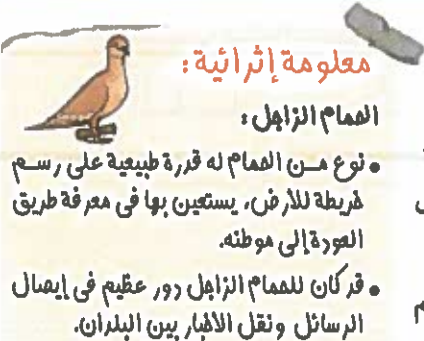 معلومة إثرائية:
الحمام الزاجل:
• نوع من الحمام له قدرة طبيعية على رسم
خريطة للأرض، يستعين بها في معرفة طريق
العودة إلى موطنه.
• قد كان للحمام الزاجل دور عظيم في إيصال
الرسائل ونقل الأخبار بين البلدان.